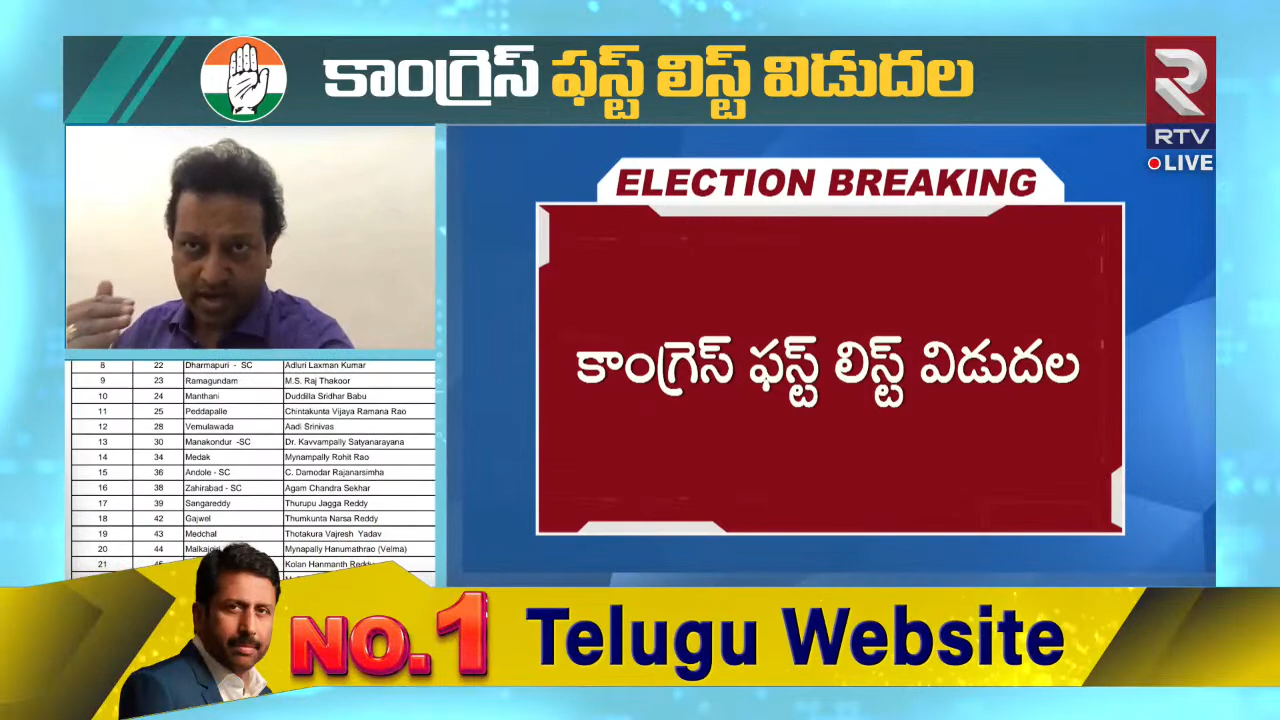 కాంగ్రెస్ ఫస్ట్ లిస్ట్ విడుదల
RTV
LIVE
ELECTION BREAKING
కాంగ్రెస్ ఫస్ట్ లిస్ట్ విడుదల
8 22 Dharmapuri - SC Adluri Laxman Kumar
9 23 Ramagundam M.S. Raj Thakoor
10 24 Manthani Duddilla Sridhar Babu
11 25 Peddapalle Chintakunta Vijaya Ramana Rao
12 28 Vemulawada Aadi Srinivas
13 30 Manakondur -SC Dr. Kavvampally Satyanarayana
14 34 Medak Mynampally Rohit Rao
15 36 Andole - SC C. Damodar Rajanarsimha
16 38 Zahirabad - SC Agam Chandra Sekhar
17 39 Sangareddy Thurupu Jagga Reddy
18 42 Gajwel Thumkunta Narsa Reddy
19 43 Medchal Thotakura Vajresh Yadav
20 44 Malkajgiri Mynapally Hanumathrao (Velma)
21 Kolan Hanmanth Reddy
NO.1 Telugu Website